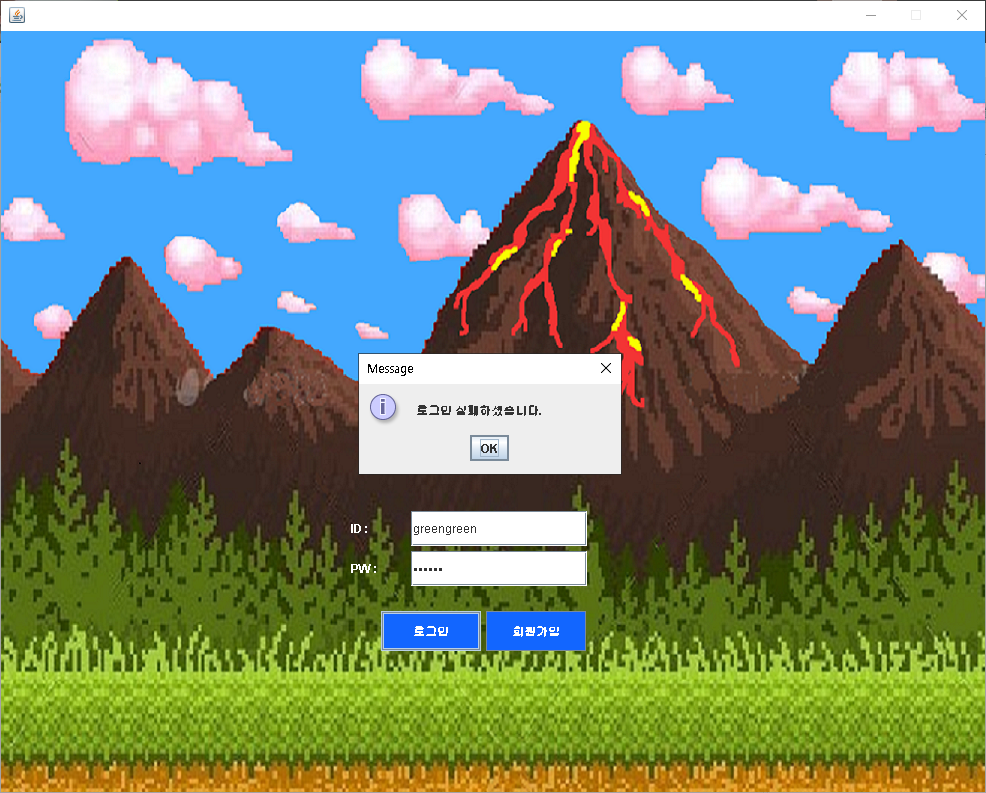 Message
로그인 실패하셨습니다.
OK
ID :
greengreen
PW :
로그인
회원가입